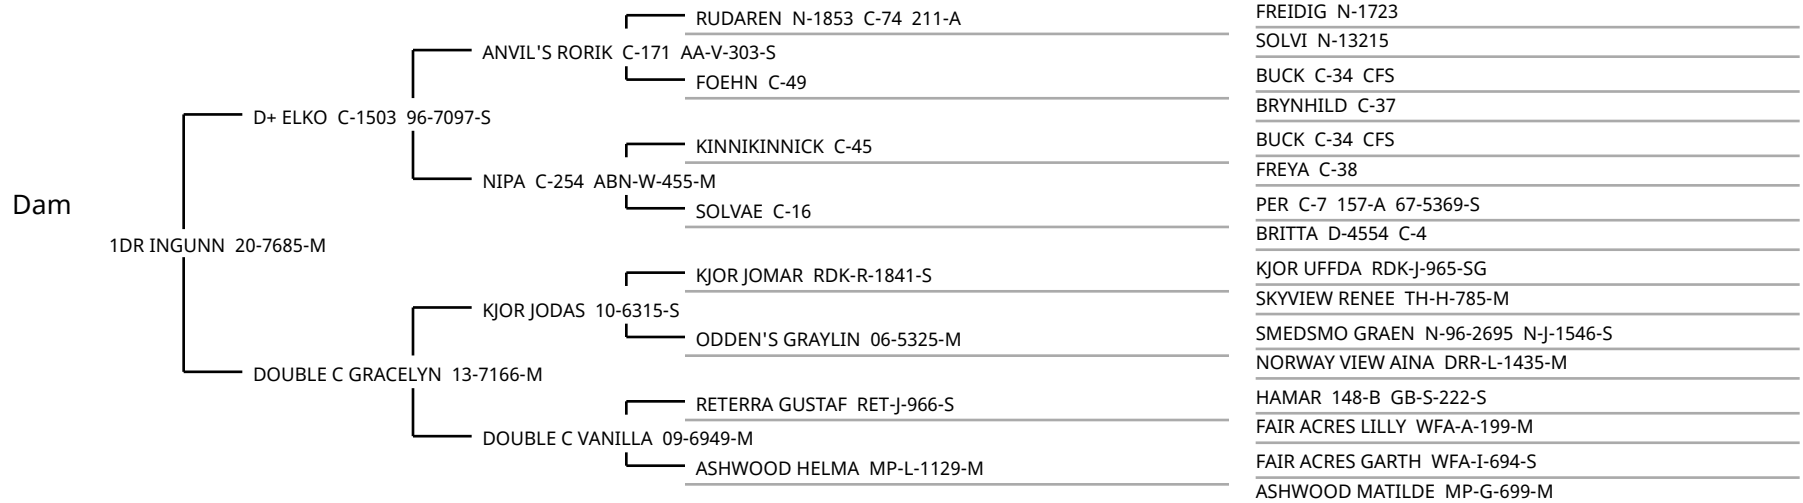 FREIDIG N-1723
RUDAREN N-1853 C-74 211-A
SOLVI N-13215
ANVIL'S RORIK C-171 AA-V-303-S
BUCK C-34 CFS
FOEHN C-49
BRYNHILD C-37
D+ ELKO C-1503 96-7097-S
BUCK C-34 CFS
KINNIKINNICK C-45
FREYA C-38
NIPA C-254 ABN-W-455-M
PER C-7 157-A 67-5369-S
Dam
SOLVAE C-16
BRITTA D-4554 C-4
1DR INGUNN 20-7685-M
KJOR UFFDA RDK-J-965-SG
KJOR JOMAR RDK-R-1841-S
SKYVIEW RENEE TH-H-785-M
KJOR JODAS 10-6315-S
SMEDSMO GRAEN N-96-2695 N-J-1546-S
ODDEN'S GRAYLIN 06-5325-M
NORWAY VIEW AINA DRR-L-1435-M
DOUBLE C GRACELYN 13-7166-M
HAMAR 148-B GB-S-222-S
RETERRA GUSTAF RET-J-966-S
FAIR ACRES LILLY WFA-A-199-M
DOUBLE C VANILLA 09-6949-M
FAIR ACRES GARTH WFA-I-694-S
ASHWOOD HELMA MP-L-1129-M
ASHWOOD MATILDE MP-G-699-M